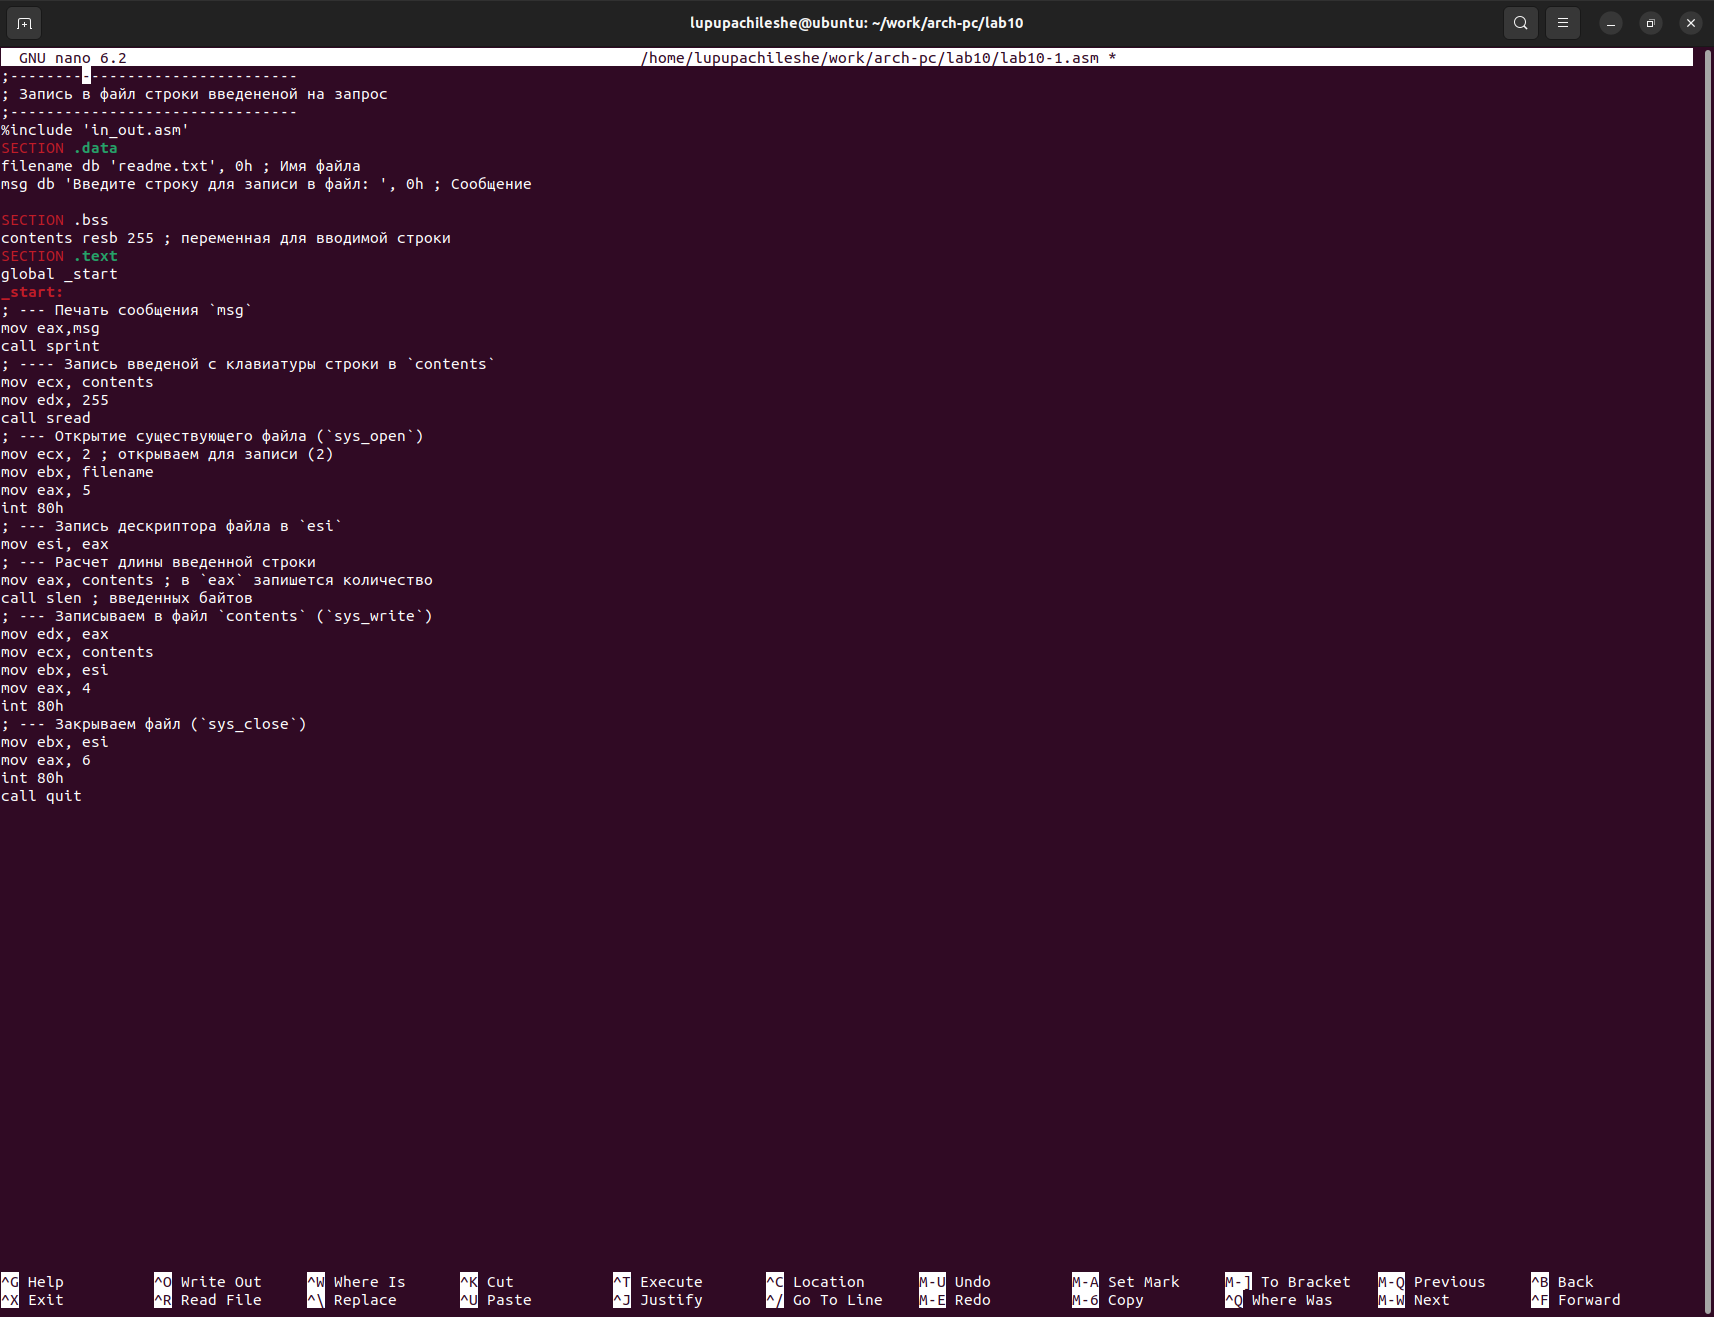 lupupachileshe@ubuntu: ~/work/arch-pc/lab10
GNU nano 6.2 /home/lupupachileshe/work/arch-pc/lab10/lab10-1.asm *
;--------------------------------
; Запись в файл строки введененой на запрос
;--------------------------------
%include 'in_out.asm'
SECTION .data
filename db 'readme.txt', 0h ; Имя файла
msg db 'Введите строку для записи в файл: ', 0h ; Сообщение
SECTION .bss
contents resb 255 ; переменная для вводимой строки
SECTION .text
global _start
_start:
; --- Печать сообщения `msg`
mov eax,msg
call sprint
; ---- Запись введеной с клавиатуры строки в `contents`
mov ecx, contents
mov edx, 255
call sread
; --- Открытие существующего файла (`sys_open`)
mov ecx, 2 ; открываем для записи (2)
mov ebx, filename
mov eax, 5
int 80h
; --- Запись дескриптора файла в `esi`
mov esi, eax
; --- Расчет длины введенной строки
mov eax, contents ; в `eax` запишется количество
call slen ; введенных байтов
; --- Записываем в файл `contents` (`sys_write`)
mov edx, eax
mov ecx, contents
mov ebx, esi
mov eax, 4
int 80h
; --- Закрываем файл (`sys_close`)
mov ebx, esi
mov eax, 6
int 80h
call quit
^G Help ^O Write Out ^W Where Is ^K Cut ^T Execute ^C Location M-U Undo M-A Set Mark M-] To Bracket M-Q Previous ^B Back
^X Exit ^R Read File ^\ Replace ^U Paste ^J Justify ^/ Go To Line M-E Redo M-6 Copy ^Q Where Was M-W Next ^F Forward